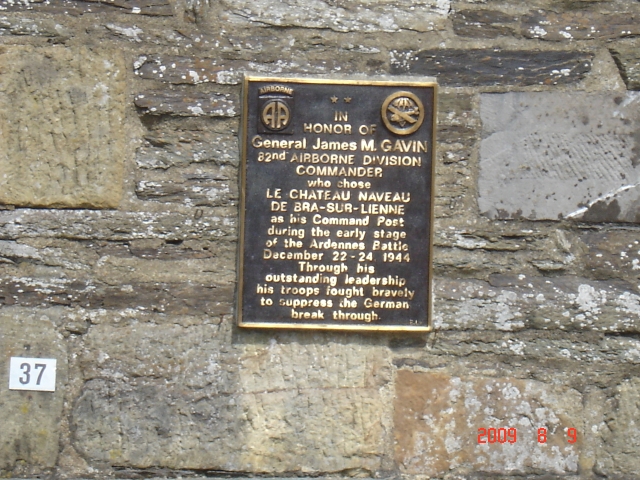 AIRBORNE
AA
IN
HONOR OF
General James M. GAVIN
82nd AIRBORNE DIVISION
COMMANDER
who chose
LE CHATEAU NAVEAU
DE BRA-SUR-LIENNE
as his Command Post
during the early stage
of the Ardennes Battle
December 22-24 1944
Through his
outstanding leadership
his troops fought bravely
to suppress the German
break through.
37
2009 8 9